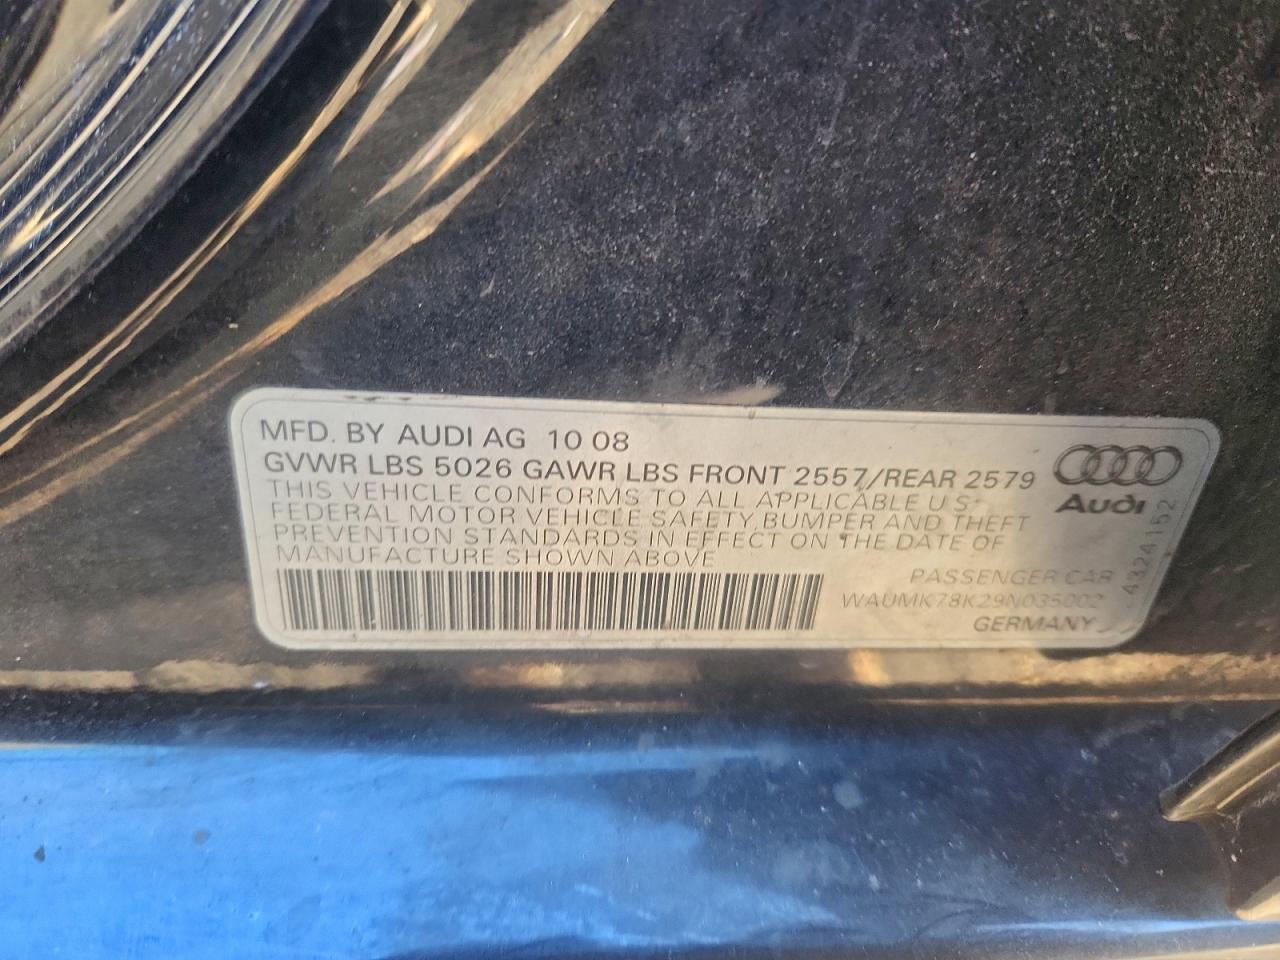 MFD. BY AUDI AG 10 08
GVWR LBS 5026 GAWR LBS FRONT 2557/REAR 2579
THIS VEHICLE CONFORMS TO ALL APPLICABLE U S
FEDERAL MOTOR VEHICLE SAFETY, BUMPER AND THEFT
PREVENTION STANDARDS IN EFFECT ON THE DATE OF
MANUFACTURE SHOWN ABOVE
PASSENGER CAR
WAUMK78K29N035002
GERMANY
Audi
4324152